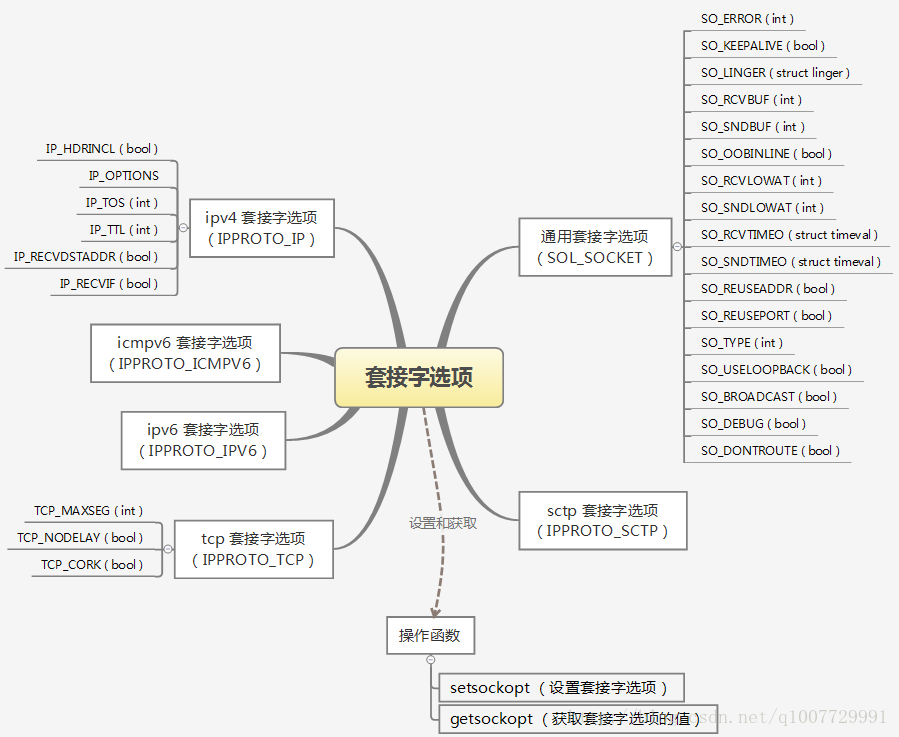 套接字选项
通用套接字选项
（SOL_SOCKET）
SO_ERROR ( int )
SO_KEEPALIVE ( bool )
SO_LINGER ( struct linger )
SO_RCVBUF ( int )
SO_SNDBUF ( int )
SO_OOBINLINE ( bool )
SO_RCVLOWAT ( int )
SO_SNDLOWAT ( int )
SO_RCVTIMEO ( struct timeval )
SO_SNDTIMEO ( struct timeval )
SO_REUSEADDR ( bool )
SO_REUSEPORT ( bool )
SO_TYPE ( int )
SO_USELOOPBACK ( bool )
SO_BROADCAST ( bool )
SO_DEBUG ( bool )
SO_DONTROUTE ( bool )
sctp 套接字选项
（IPPROTO_SCTP）
ipv4 套接字选项
（IPPROTO_IP）
IP_HDRINCL ( bool )
IP_OPTIONS
IP_TOS ( int )
IP_TTL ( int )
IP_RECVDSTADDR ( bool )
IP_RECVIF ( bool )
icmpv6 套接字选项
（IPPROTO_ICMPV6）
ipv6 套接字选项
（IPPROTO_IPV6）
tcp 套接字选项
（IPPROTO_TCP）
TCP_MAXSEG ( int )
TCP_NODELAY ( bool )
TCP_CORK ( bool )
设置和获取
操作函数
setsockopt （设置套接字选项）
getsockopt （获取套接字选项的值）
sdn.net/q1007729991